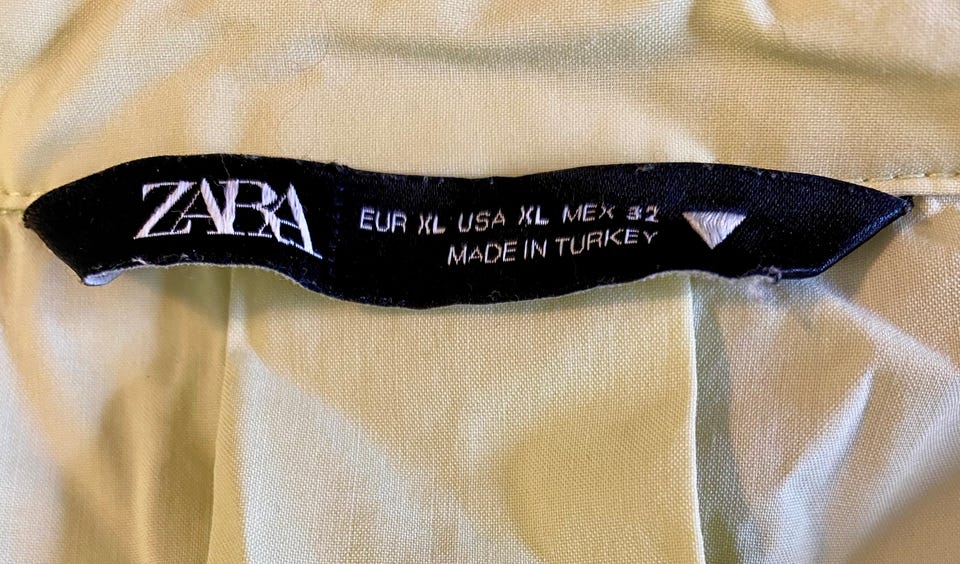 ZARA
EUR XL USA XL MEX 32
MADE IN TURKEY